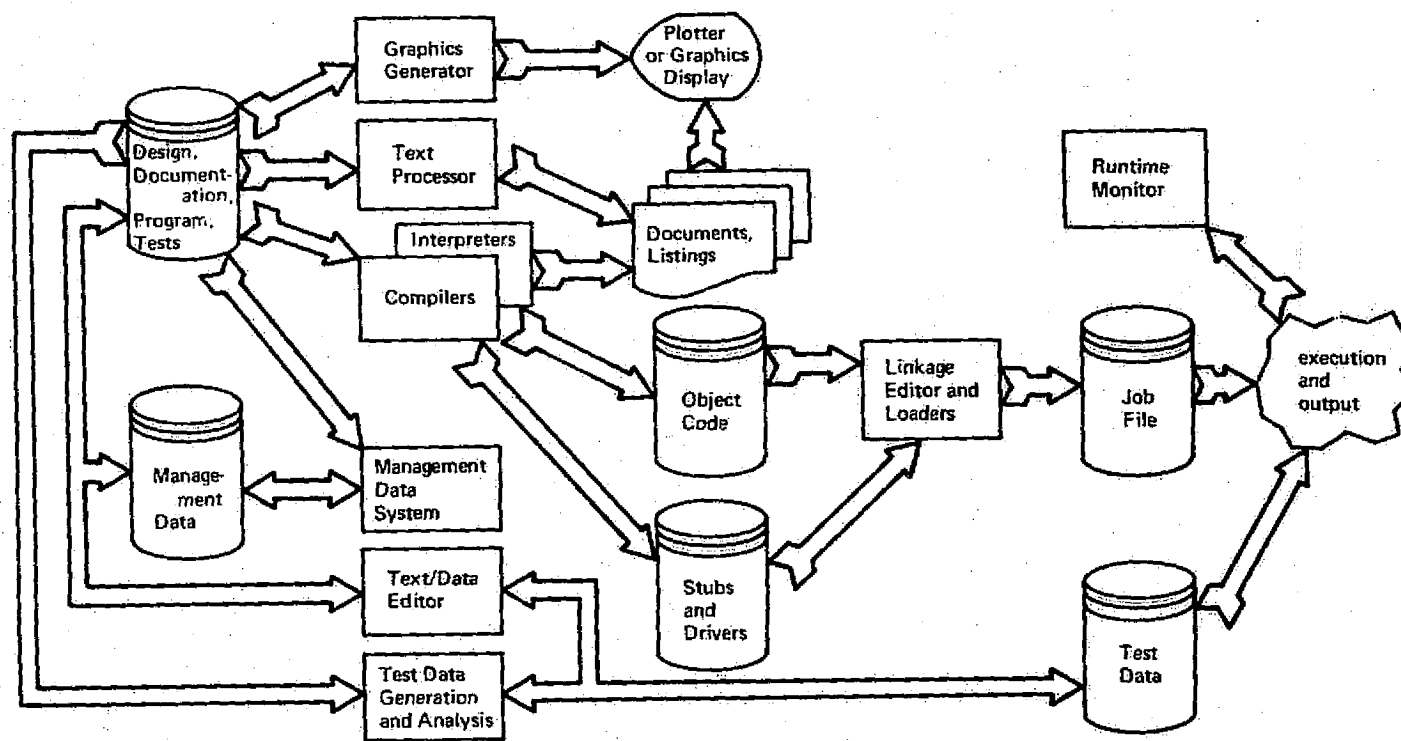 Graphics
Generator
Plotter
or Graphics
Display
Design,
Document-
ation,
Program,
Tests
Text
Processor
Interpreters
Compilers
Documents,
Listings
Runtime
Monitor
Object
Code
Linkage
Editor and
Loaders
Job
File
execution
and
output
Manage-
ment
Data
Management
Data
System
Text/Data
Editor
Stubs
and
Drivers
Test Data
Generation
and Analysis
Test
Data